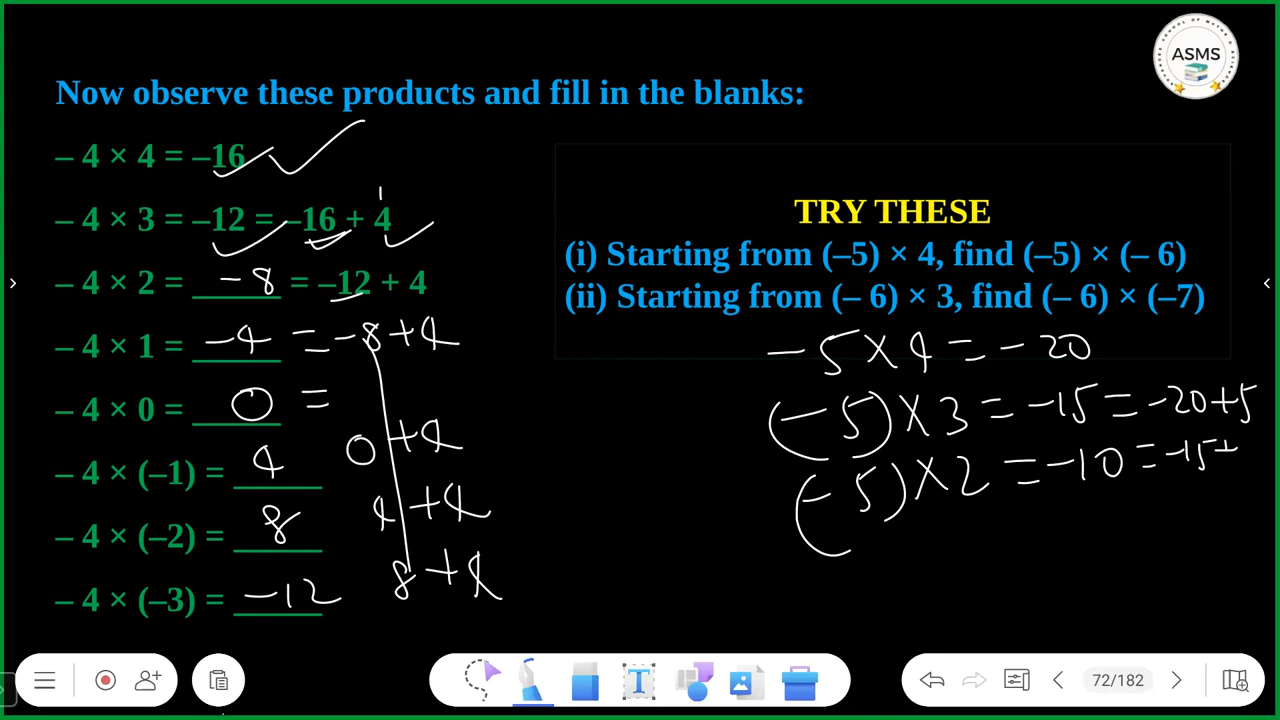 SCHOOL OF MATHS
ASMS
Now observe these products and fill in the blanks:
– 4 × 4 = –16
– 4 × 3 = –12 = –16 + 4
– 4 × 2 = -8 = –12 + 4
– 4 × 1 = -4 = -8+4
– 4 × 0 = 0 =
– 4 × (–1) = 4 0+4
– 4 × (–2) = 8 4+4
– 4 × (–3) = -12 8+4
TRY THESE
(i) Starting from (–5) × 4, find (–5) × (– 6)
(ii) Starting from (– 6) × 3, find (– 6) × (–7)
-5×4 = -20
(-5)×3 = -15 = -20+5
(-5)×2 = -10 = -15+
(
72/182